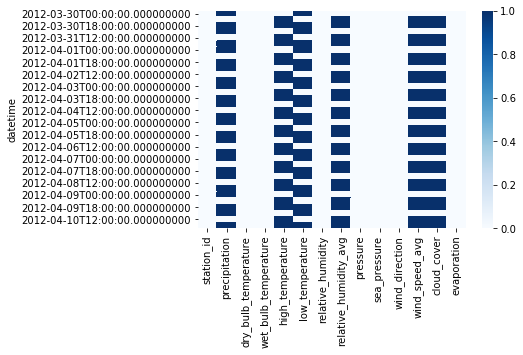 2012-03-30T00:00:00.000000000
2012-03-30T18:00:00.000000000
2012-03-31T12:00:00.000000000
2012-04-01T00:00:00.000000000
2012-04-01T18:00:00.000000000
2012-04-02T12:00:00.000000000
2012-04-03T00:00:00.000000000
2012-04-03T18:00:00.000000000
2012-04-04T12:00:00.000000000
2012-04-05T00:00:00.000000000
2012-04-05T18:00:00.000000000
2012-04-06T12:00:00.000000000
2012-04-07T00:00:00.000000000
2012-04-07T18:00:00.000000000
2012-04-08T12:00:00.000000000
2012-04-09T00:00:00.000000000
2012-04-09T18:00:00.000000000
2012-04-10T12:00:00.000000000
datetime
station_id
precipitation
dry_bulb_temperature
wet_bulb_temperature
high_temperature
low_temperature
relative_humidity
relative_humidity_avg
pressure
sea_pressure
wind_direction
wind_speed_avg
cloud_cover
evaporation
1.0
0.8
0.6
0.4
0.2
0.0